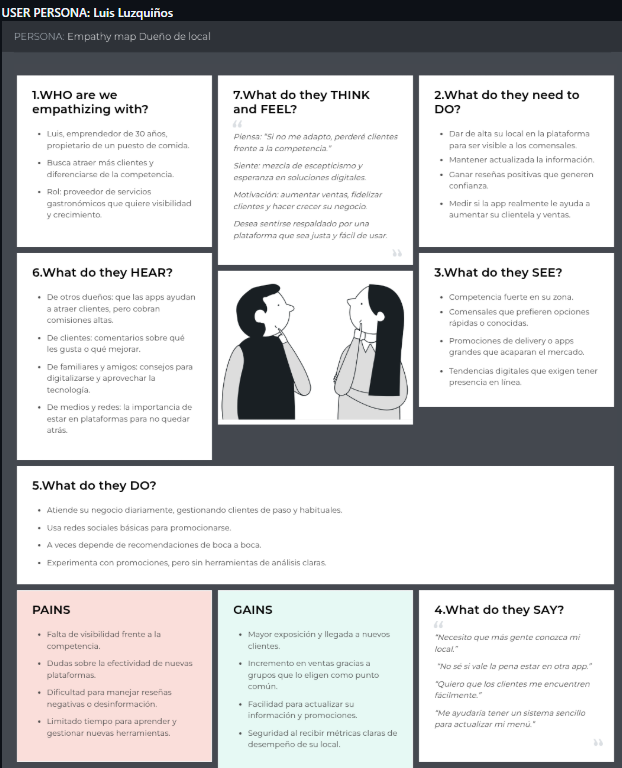 USER PERSONA: Luis Luzquiños
PERSONA: Empathy map Dueño de local
1.WHO are we
empathizing with?
• Luis, emprendedor de 30 años,
propietario de un puesto de comida.
• Busca atraer más clientes y
diferenciarse de la competencia.
• Rol: proveedor de servicios
gastronómicos que quiere visibilidad
y crecimiento.
7.What do they THINK
and FEEL?
“
Piensa: “Si no me adapto, perderé clientes
frente a la competencia.”
Siente: mezcla de escepticismo y
esperanza en soluciones digitales.
Motivación: aumentar ventas, fidelizar
clientes y hacer crecer su negocio.
Desea sentirse respaldado por una
plataforma que sea justa y fácil de usar.
”
2.What do they need to
DO?
• Dar de alta su local en la plataforma
para ser visible a los comensales.
• Mantener actualizada la información.
• Ganar reseñas positivas que generen
confianza.
• Medir si la app realmente le ayuda a
aumentar su clientela y ventas.
6.What do they HEAR?
• De otros dueños: que las apps ayudan
a atraer clientes, pero cobran
comisiones altas.
• De clientes: comentarios sobre qué
les gusta o qué mejorar.
• De familiares y amigos: consejos para
digitalizarse y aprovechar la
tecnología.
• De medios y redes: la importancia de
estar en plataformas para no quedar
atrás.
3.What do they SEE?
• Competencia fuerte en su zona.
• Comensales que prefieren opciones
rápidas o conocidas.
• Promociones de delivery o apps
grandes que acaparan el mercado.
• Tendencias digitales que exigen tener
presencia en línea.
5.What do they DO?
• Atiende su negocio diariamente, gestionando clientes de paso y habituales.
• Usa redes sociales básicas para promocionarse.
• A veces depende de recomendaciones de boca a boca.
• Experimenta con promociones, pero sin herramientas de análisis claras.
PAINS
• Falta de visibilidad frente a la
competencia.
• Dudas sobre la efectividad de nuevas
plataformas.
• Dificultad para manejar reseñas
negativas o desinformación.
• Limitado tiempo para aprender y
gestionar nuevas herramientas.
GAINS
• Mayor exposición y llegada a nuevos
clientes.
• Incremento en ventas gracias a
grupos que lo eligen como punto
común.
• Facilidad para actualizar su
información y promociones.
• Seguridad al recibir métricas claras de
desempeño de su local.
4.What do they SAY?
“
“Necesito que más gente conozca mi
local.”
“No sé si vale la pena estar en otra app.”
“Quiero que los clientes me encuentren
fácilmente.”
“Me ayudaría tener un sistema sencillo
para actualizar mi menú.”
”